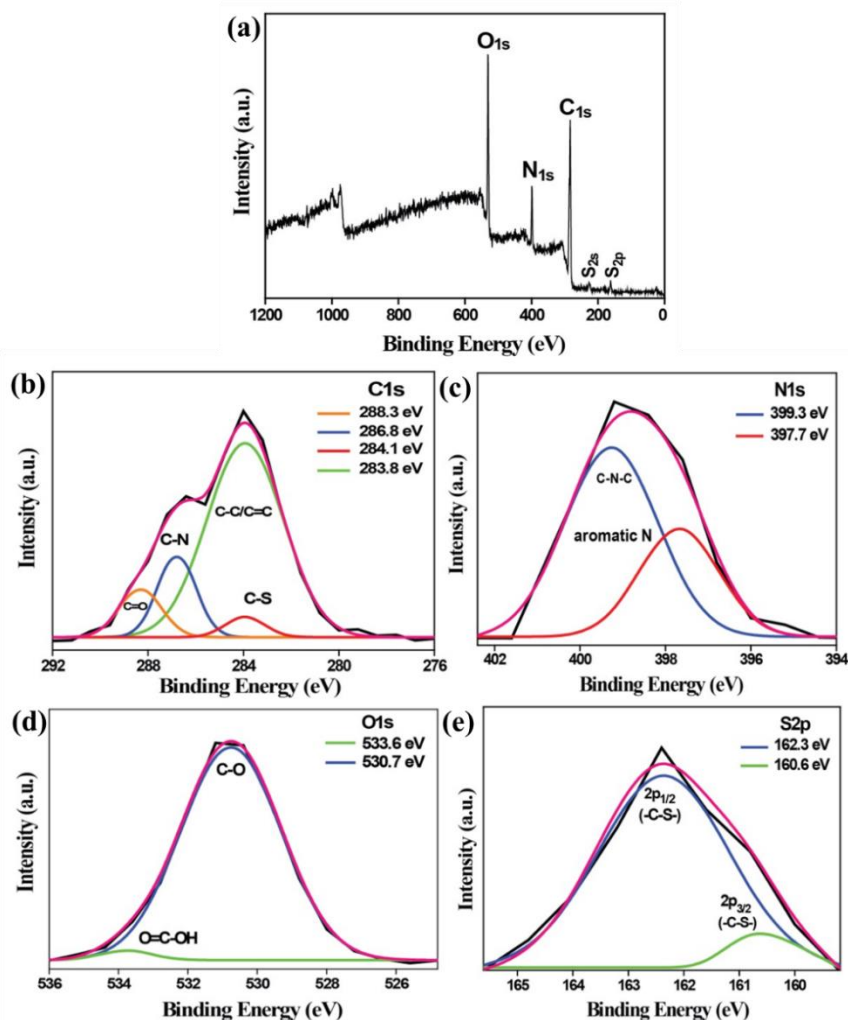 (a)
O1s
C1s
N1s
S2s
S2p
Intensity (a.u.)
1200 1000 800 600 400 200 0
Binding Energy (eV)
(b)
C1s
288.3 eV
286.8 eV
284.1 eV
283.8 eV
C-C/C=C
C-N
C=O
C-S
Intensity (a.u.)
292 288 284 280 276
Binding Energy (eV)
(c)
N1s
399.3 eV
397.7 eV
C-N-C
aromatic N
Intensity (a.u.)
402 400 398 396 394
Binding Energy (eV)
(d)
O1s
533.6 eV
530.7 eV
C-O
O=C-OH
Intensity (a.u.)
536 534 532 530 528 526
Binding Energy (eV)
(e)
S2p
162.3 eV
160.6 eV
2p1/2
(-C-S-)
2p3/2
(-C-S-)
Intensity (a.u.)
165 164 163 162 161 160
Binding Energy (eV)